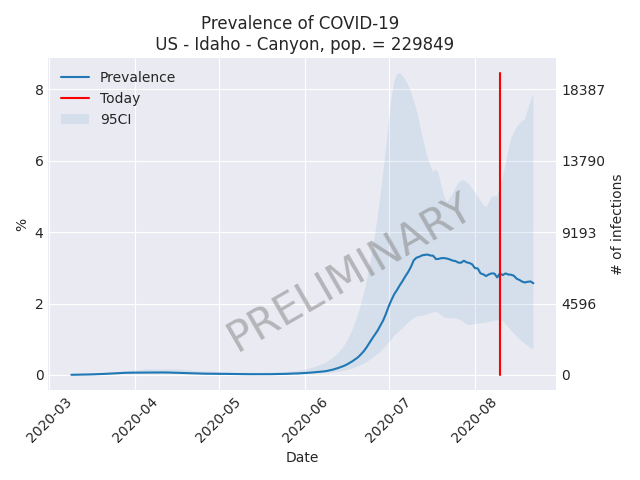 Prevalence of COVID-19
US - Idaho - Canyon, pop. = 229849
Prevalence
Today
95CI
8
6
4
2
0
%
18387
13790
9193
4596
0
# of infections
PRELIMINARY
2020-03
2020-04
2020-05
2020-06
2020-07
2020-08
Date